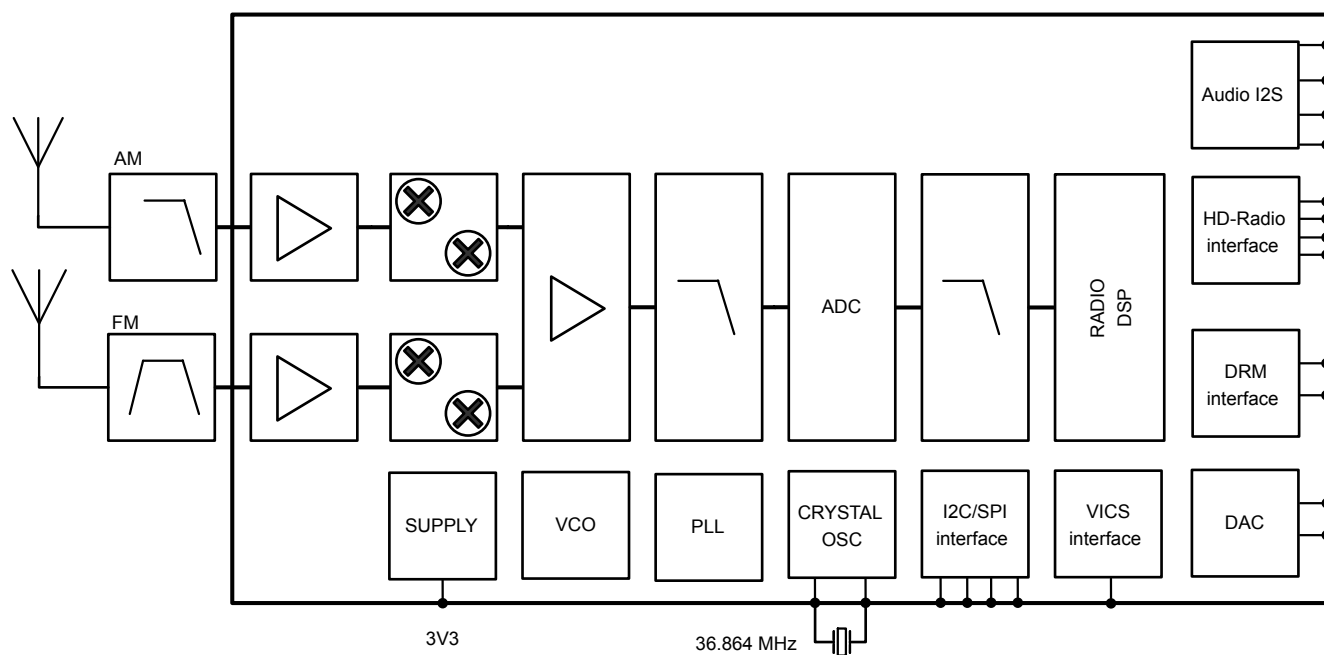 Audio I2S
AM
HD-Radio
interface
ADC
RADIO
DSP
FM
DRM
interface
SUPPLY
VCO
PLL
CRYSTAL
OSC
I2C/SPI
interface
VICS
interface
DAC
3V3
36.864 MHz